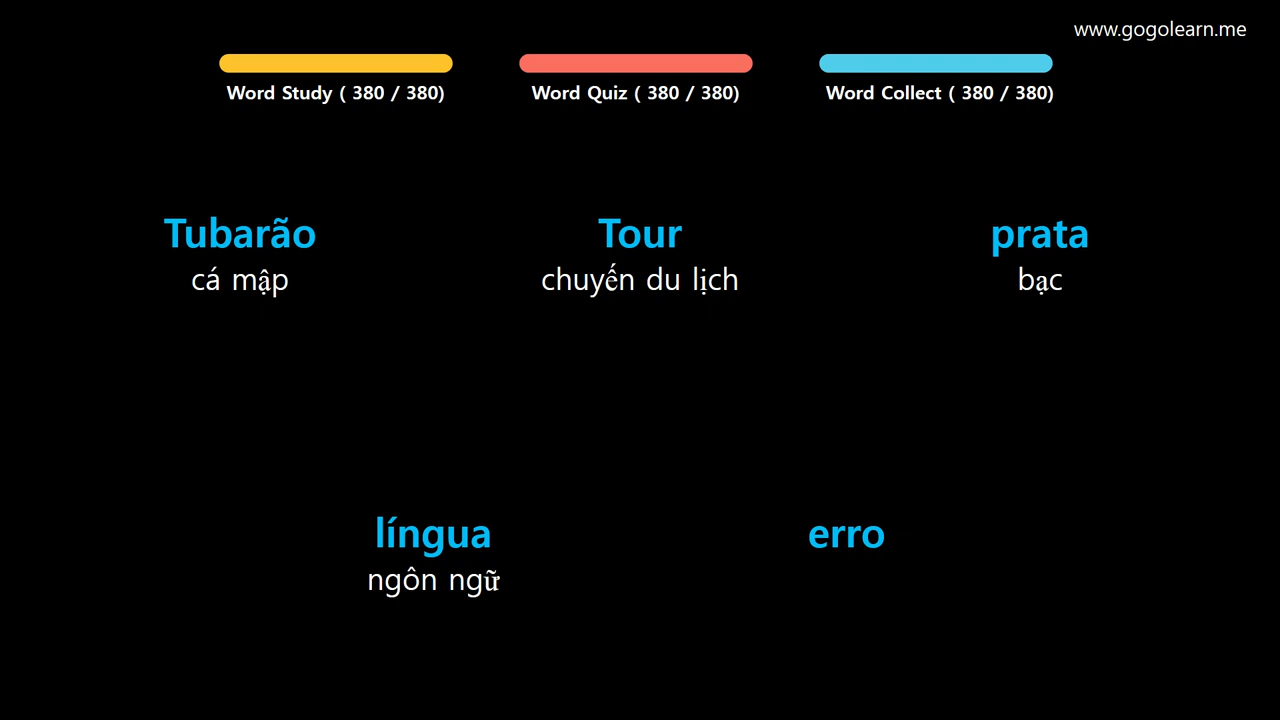 www.gogolearn.me
Word Study ( 380 / 380)
Word Quiz ( 380 / 380)
Word Collect ( 380 / 380)
Tubarão
cá mập
Tour
chuyến du lịch
prata
bạc
língua
ngôn ngữ
erro